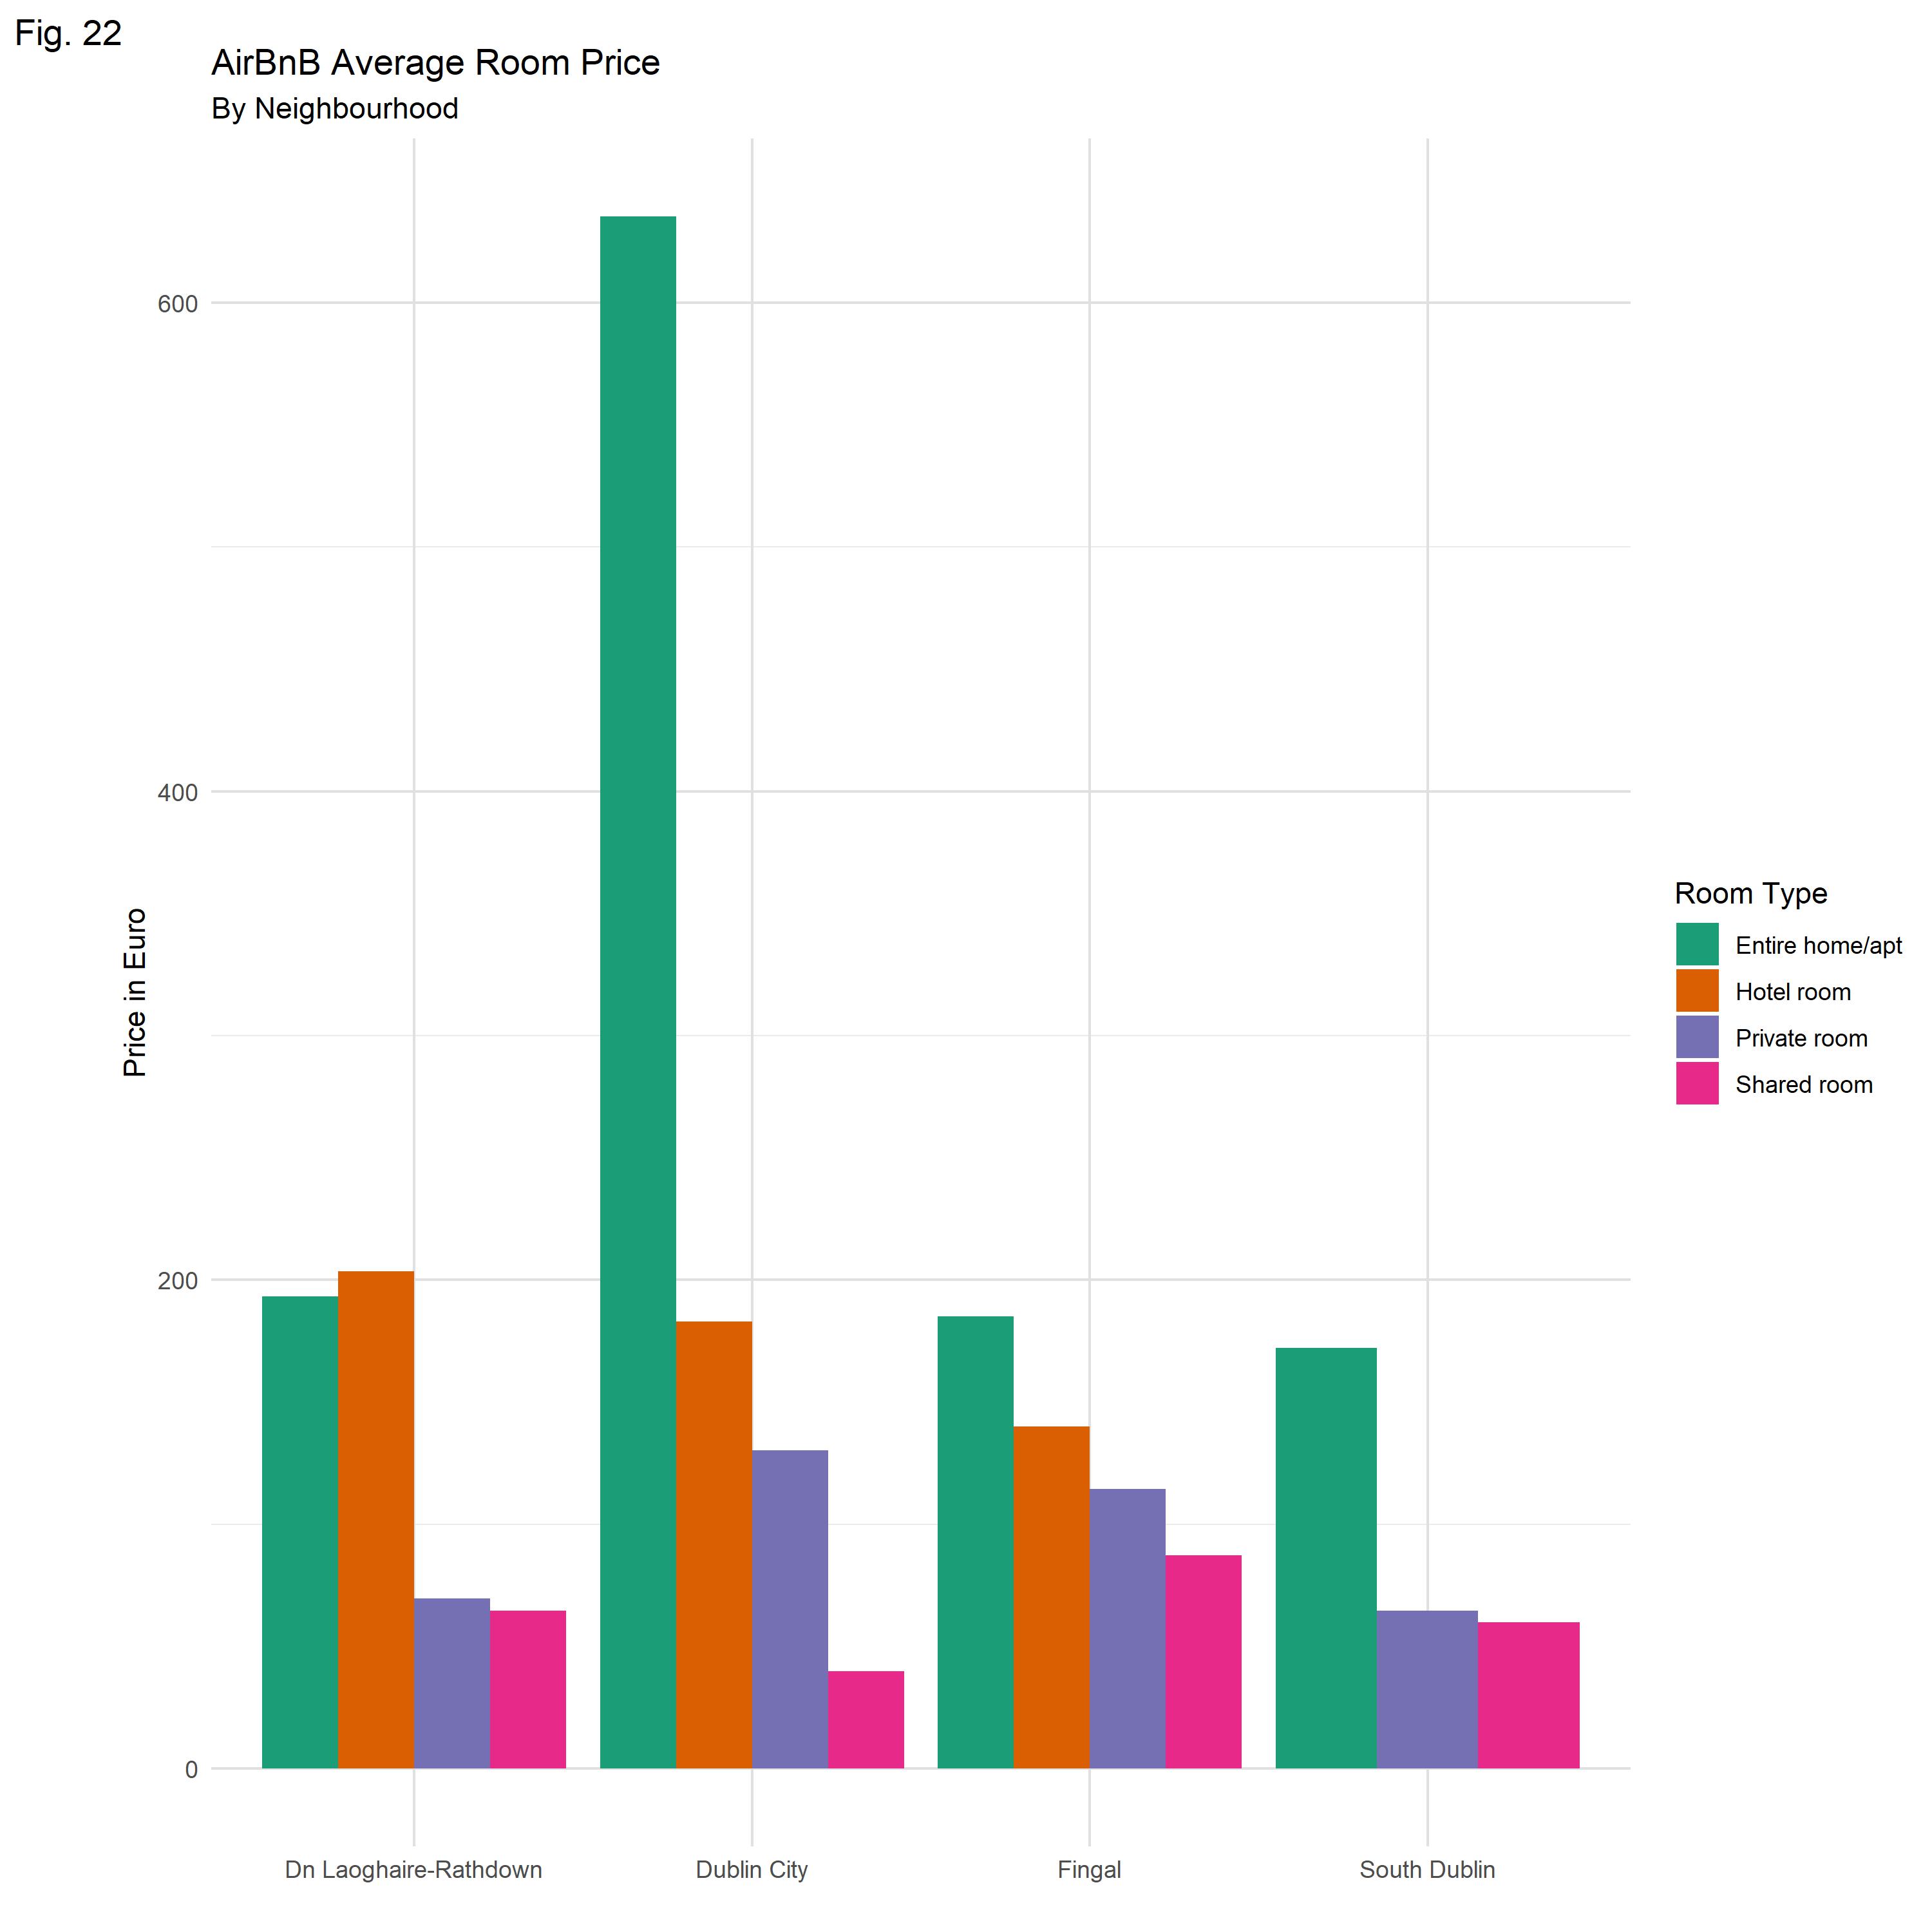 Fig. 22
AirBnB Average Room Price
By Neighbourhood
600
400
200
0
Price in Euro
Dn Laoghaire-Rathdown
Dublin City
Fingal
South Dublin
Room Type
Entire home/apt
Hotel room
Private room
Shared room